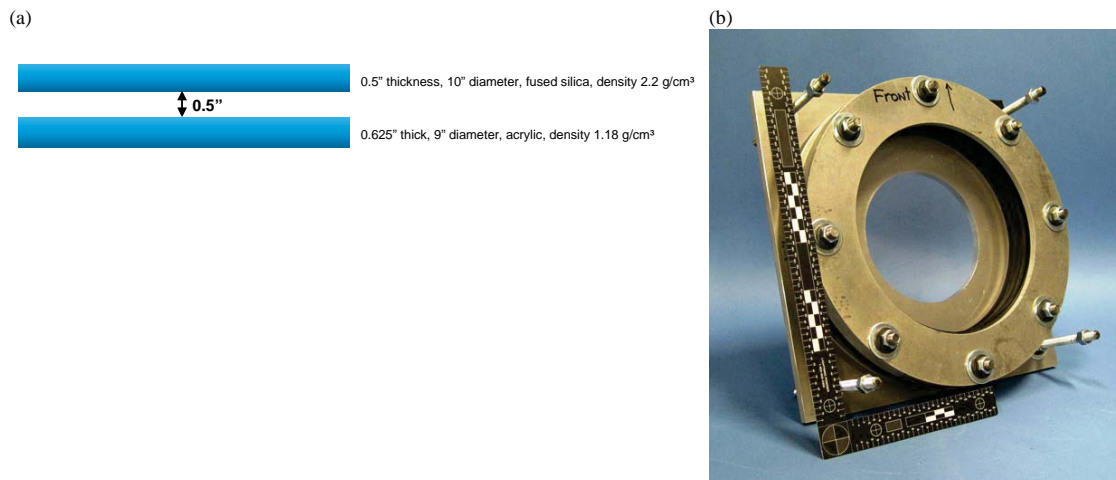 (a)
0.5” thickness, 10” diameter, fused silica, density 2.2 g/cm³
0.5”
0.625” thick, 9” diameter, acrylic, density 1.18 g/cm³
(b)
Front